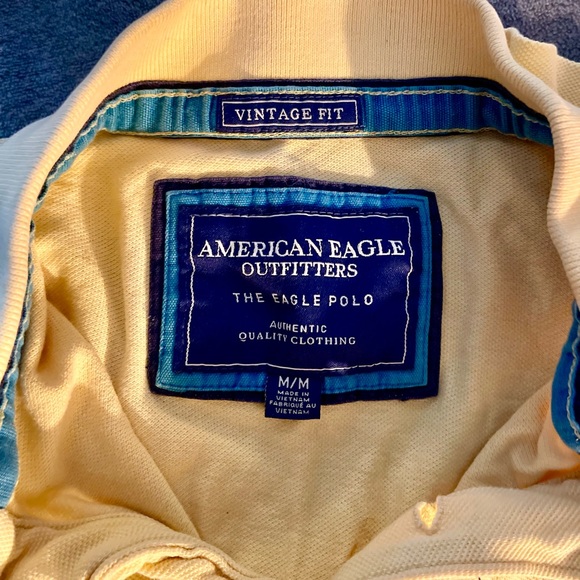 VINTAGE FIT
AMERICAN EAGLE
OUTFITTERS
THE EAGLE POLO
AUTHENTIC
QUALITY CLOTHING
M/M
MADE IN
VIETNAM
FABRIQUÉ AU
VIETNAM